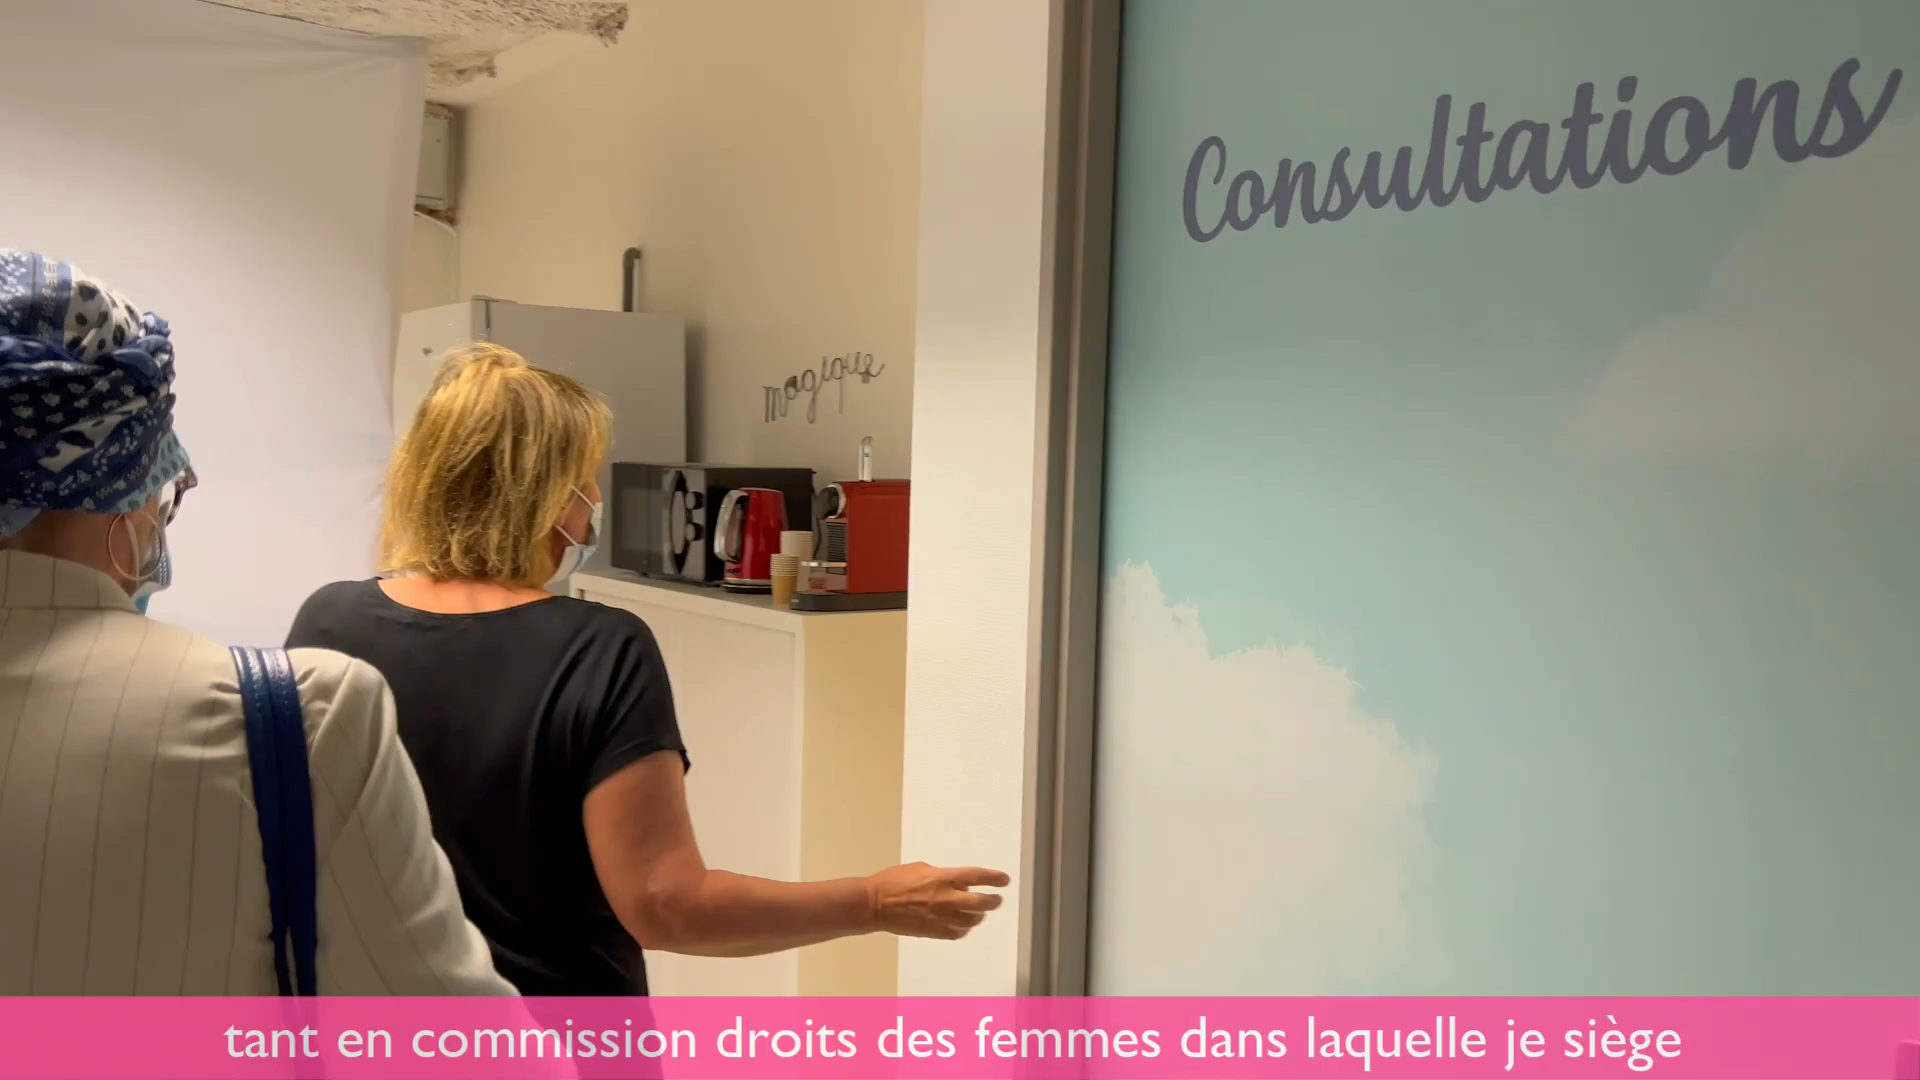 Consultations
magique
tant en commission droits des femmes dans laquelle je siège